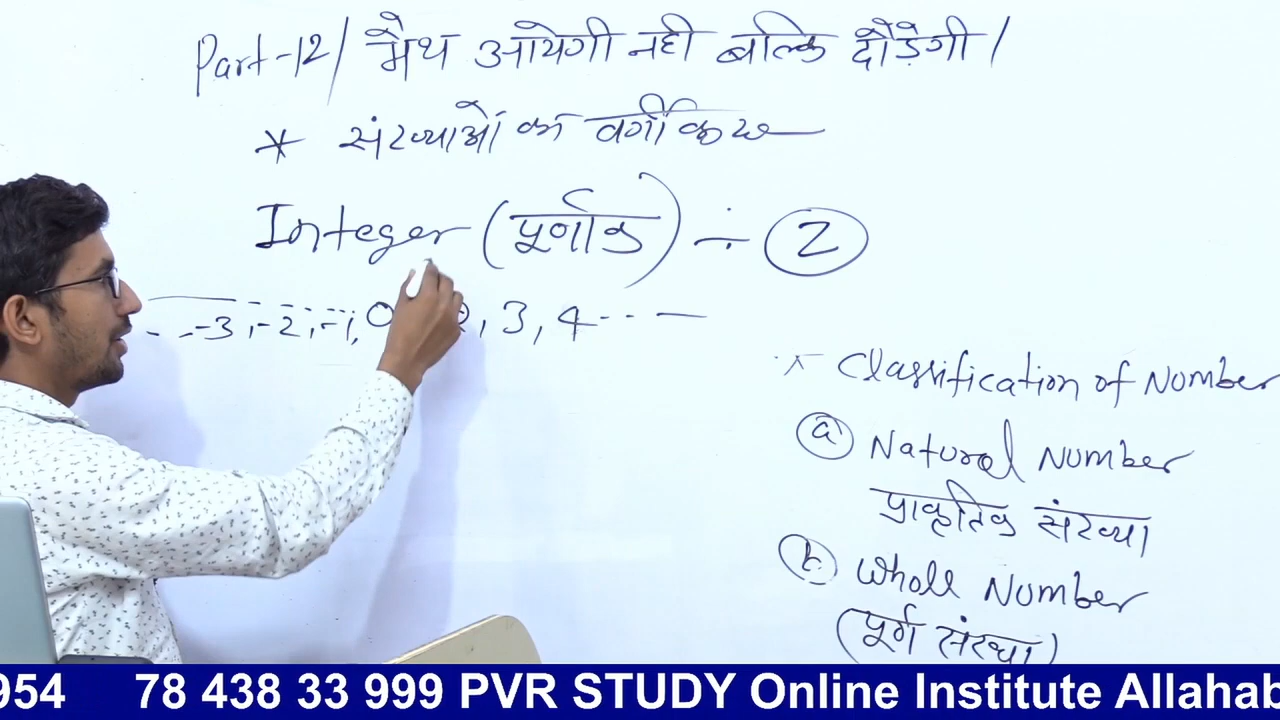 Part-12/ मैथ आयेगी नही बल्कि दौड़ेगी/
* संख्याओं का वर्गीकरण
Integer (पूर्णांक) ÷ Z
- - -3, -2, -1, 0 2, 3, 4 - - -
Classification of Number
(a) Natural Number
प्राकृतिक संख्या
(b) Whole Number
(पूर्ण संख्या)
954 78 438 33 999 PVR STUDY Online Institute Allahab